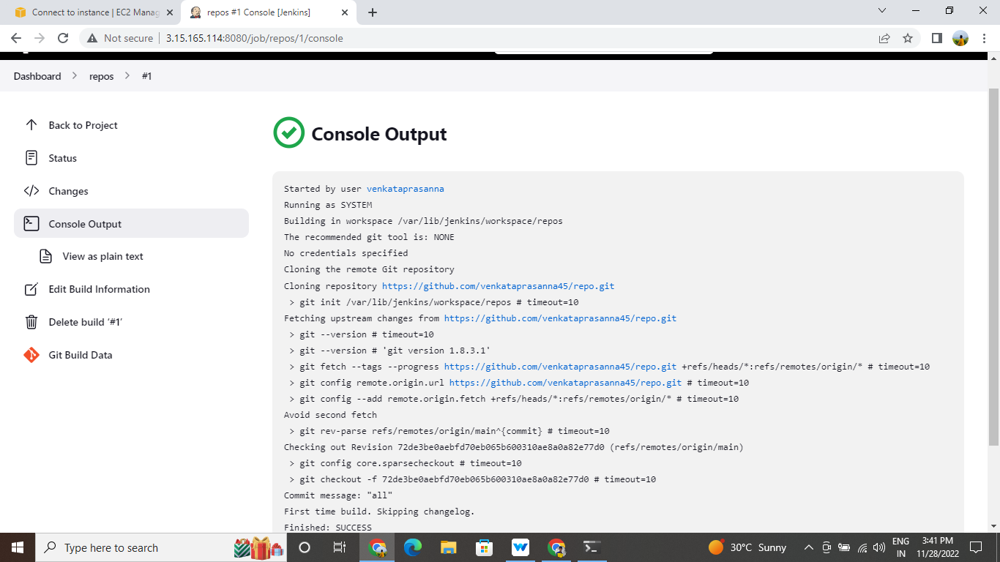 Connect to instance | EC2 Manag
repos #1 Console [Jenkins]
Not secure
3.15.165.114:8080/job/repos/1/console
Dashboard
repos
#1
Back to Project
Status
Changes
Console Output
View as plain text
Edit Build Information
Delete build ‘#1’
Git Build Data
Console Output
Started by user venkataprasanna
Running as SYSTEM
Building in workspace /var/lib/jenkins/workspace/repos
The recommended git tool is: NONE
No credentials specified
Cloning the remote Git repository
Cloning repository https://github.com/venkataprasanna45/repo.git
> git init /var/lib/jenkins/workspace/repos # timeout=10
Fetching upstream changes from https://github.com/venkataprasanna45/repo.git
> git --version # timeout=10
> git --version # 'git version 1.8.3.1'
> git fetch --tags --progress https://github.com/venkataprasanna45/repo.git +refs/heads/*:refs/remotes/origin/* # timeout=10
> git config remote.origin.url https://github.com/venkataprasanna45/repo.git # timeout=10
> git config --add remote.origin.fetch +refs/heads/*:refs/remotes/origin/* # timeout=10
Avoid second fetch
> git rev-parse refs/remotes/origin/main^{commit} # timeout=10
Checking out Revision 72de3be0aebfd70eb065b600310ae8a0a82e77d0 (refs/remotes/origin/main)
> git config core.sparsecheckout # timeout=10
> git checkout -f 72de3be0aebfd70eb065b600310ae8a0a82e77d0 # timeout=10
Commit message: "all"
First time build. Skipping changelog.
Finished: SUCCESS
Type here to search
30°C Sunny
ENG
IN
3:41 PM
11/28/2022